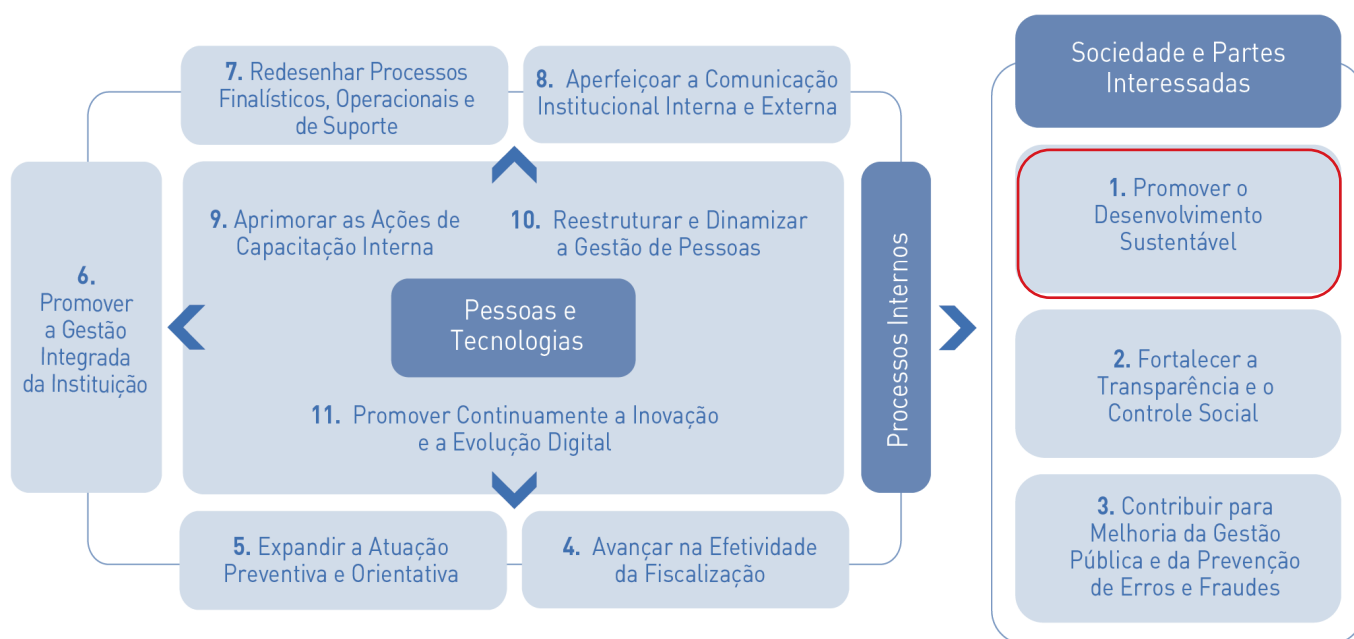 7. Redesenhar Processos
Finalísticos, Operacionais e
de Suporte
8. Aperfeiçoar a Comunicação
Institucional Interna e Externa
9. Aprimorar as Ações de
Capacitação Interna
10. Reestruturar e Dinamizar
a Gestão de Pessoas
6.
Promover
a Gestão
Integrada
da Instituição
Pessoas e
Tecnologias
11. Promover Continuamente a Inovação
e a Evolução Digital
5. Expandir a Atuação
Preventiva e Orientativa
4. Avançar na Efetividade
da Fiscalização
Processos Internos
Sociedade e Partes
Interessadas
1. Promover o
Desenvolvimento
Sustentável
2. Fortalecer a
Transparência e o
Controle Social
3. Contribuir para
Melhoria da Gestão
Pública e da Prevenção
de Erros e Fraudes